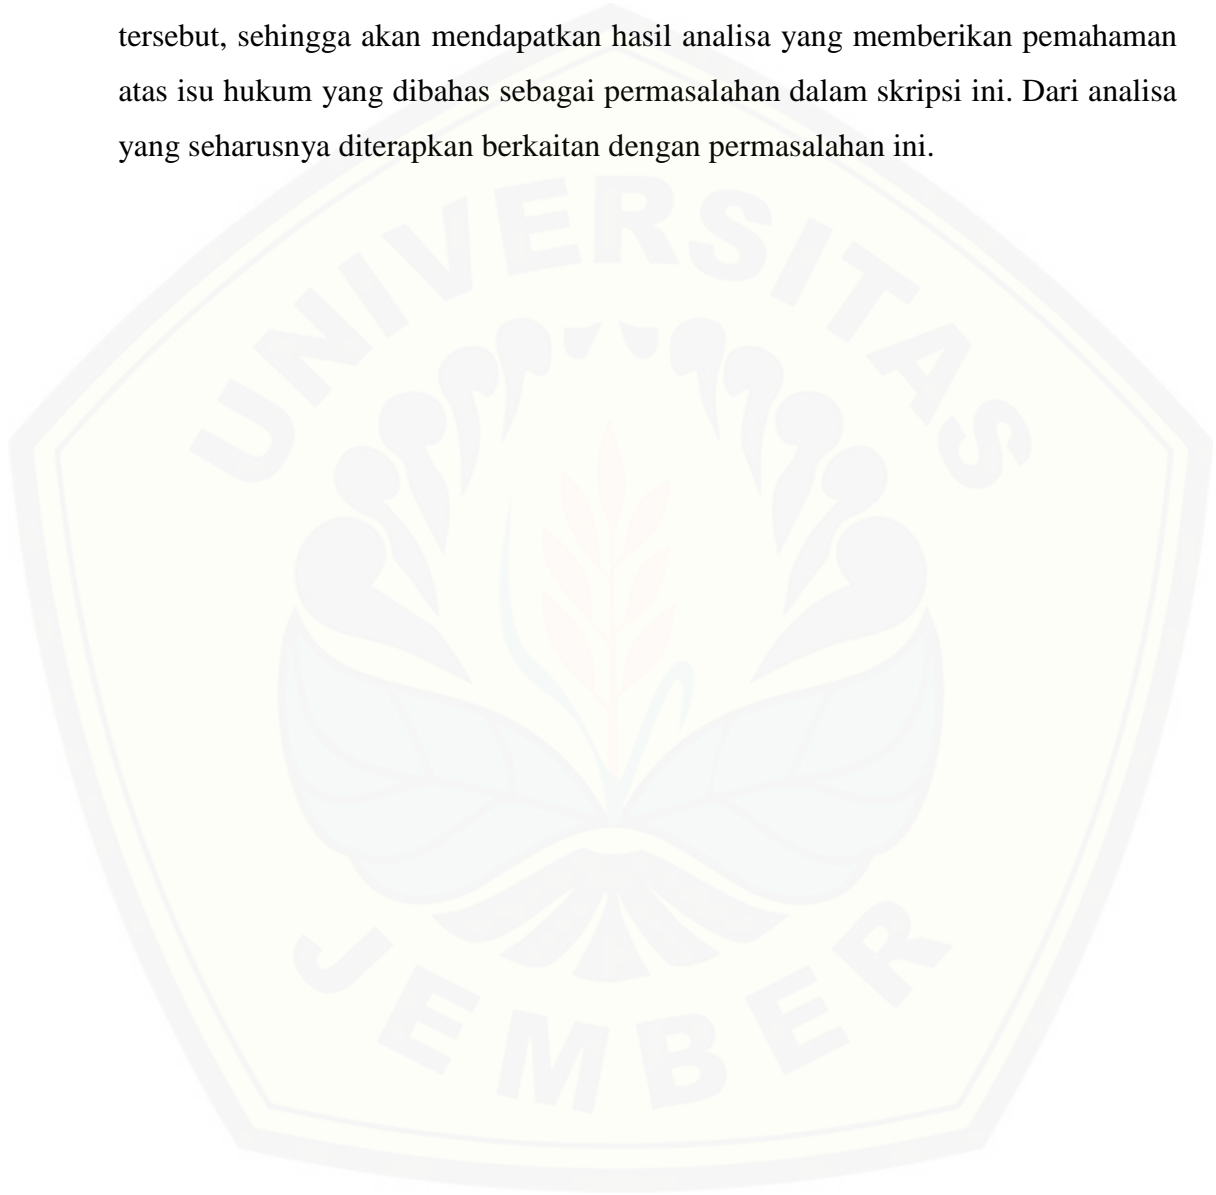 tersebut, sehingga akan mendapatkan hasil analisa yang memberikan pemahaman
atas isu hukum yang dibahas sebagai permasalahan dalam skripsi ini. Dari analisa
yang seharusnya diterapkan berkaitan dengan permasalahan ini.
UNIVERSITAS
JEMBER